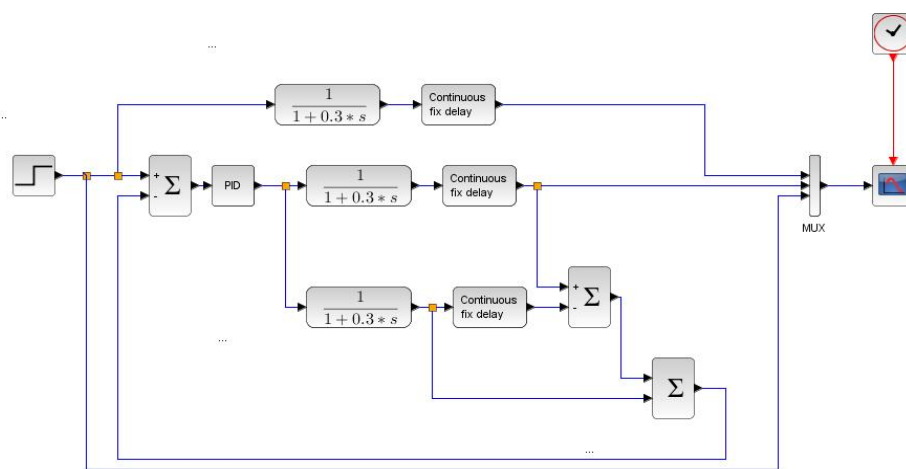 ...
..
1
1 + 0.3 * s
Continuous
fix delay
+
-
Σ
PID
1
1 + 0.3 * s
Continuous
fix delay
MUX
1
1 + 0.3 * s
Continuous
fix delay
+
-
Σ
...
Σ
...